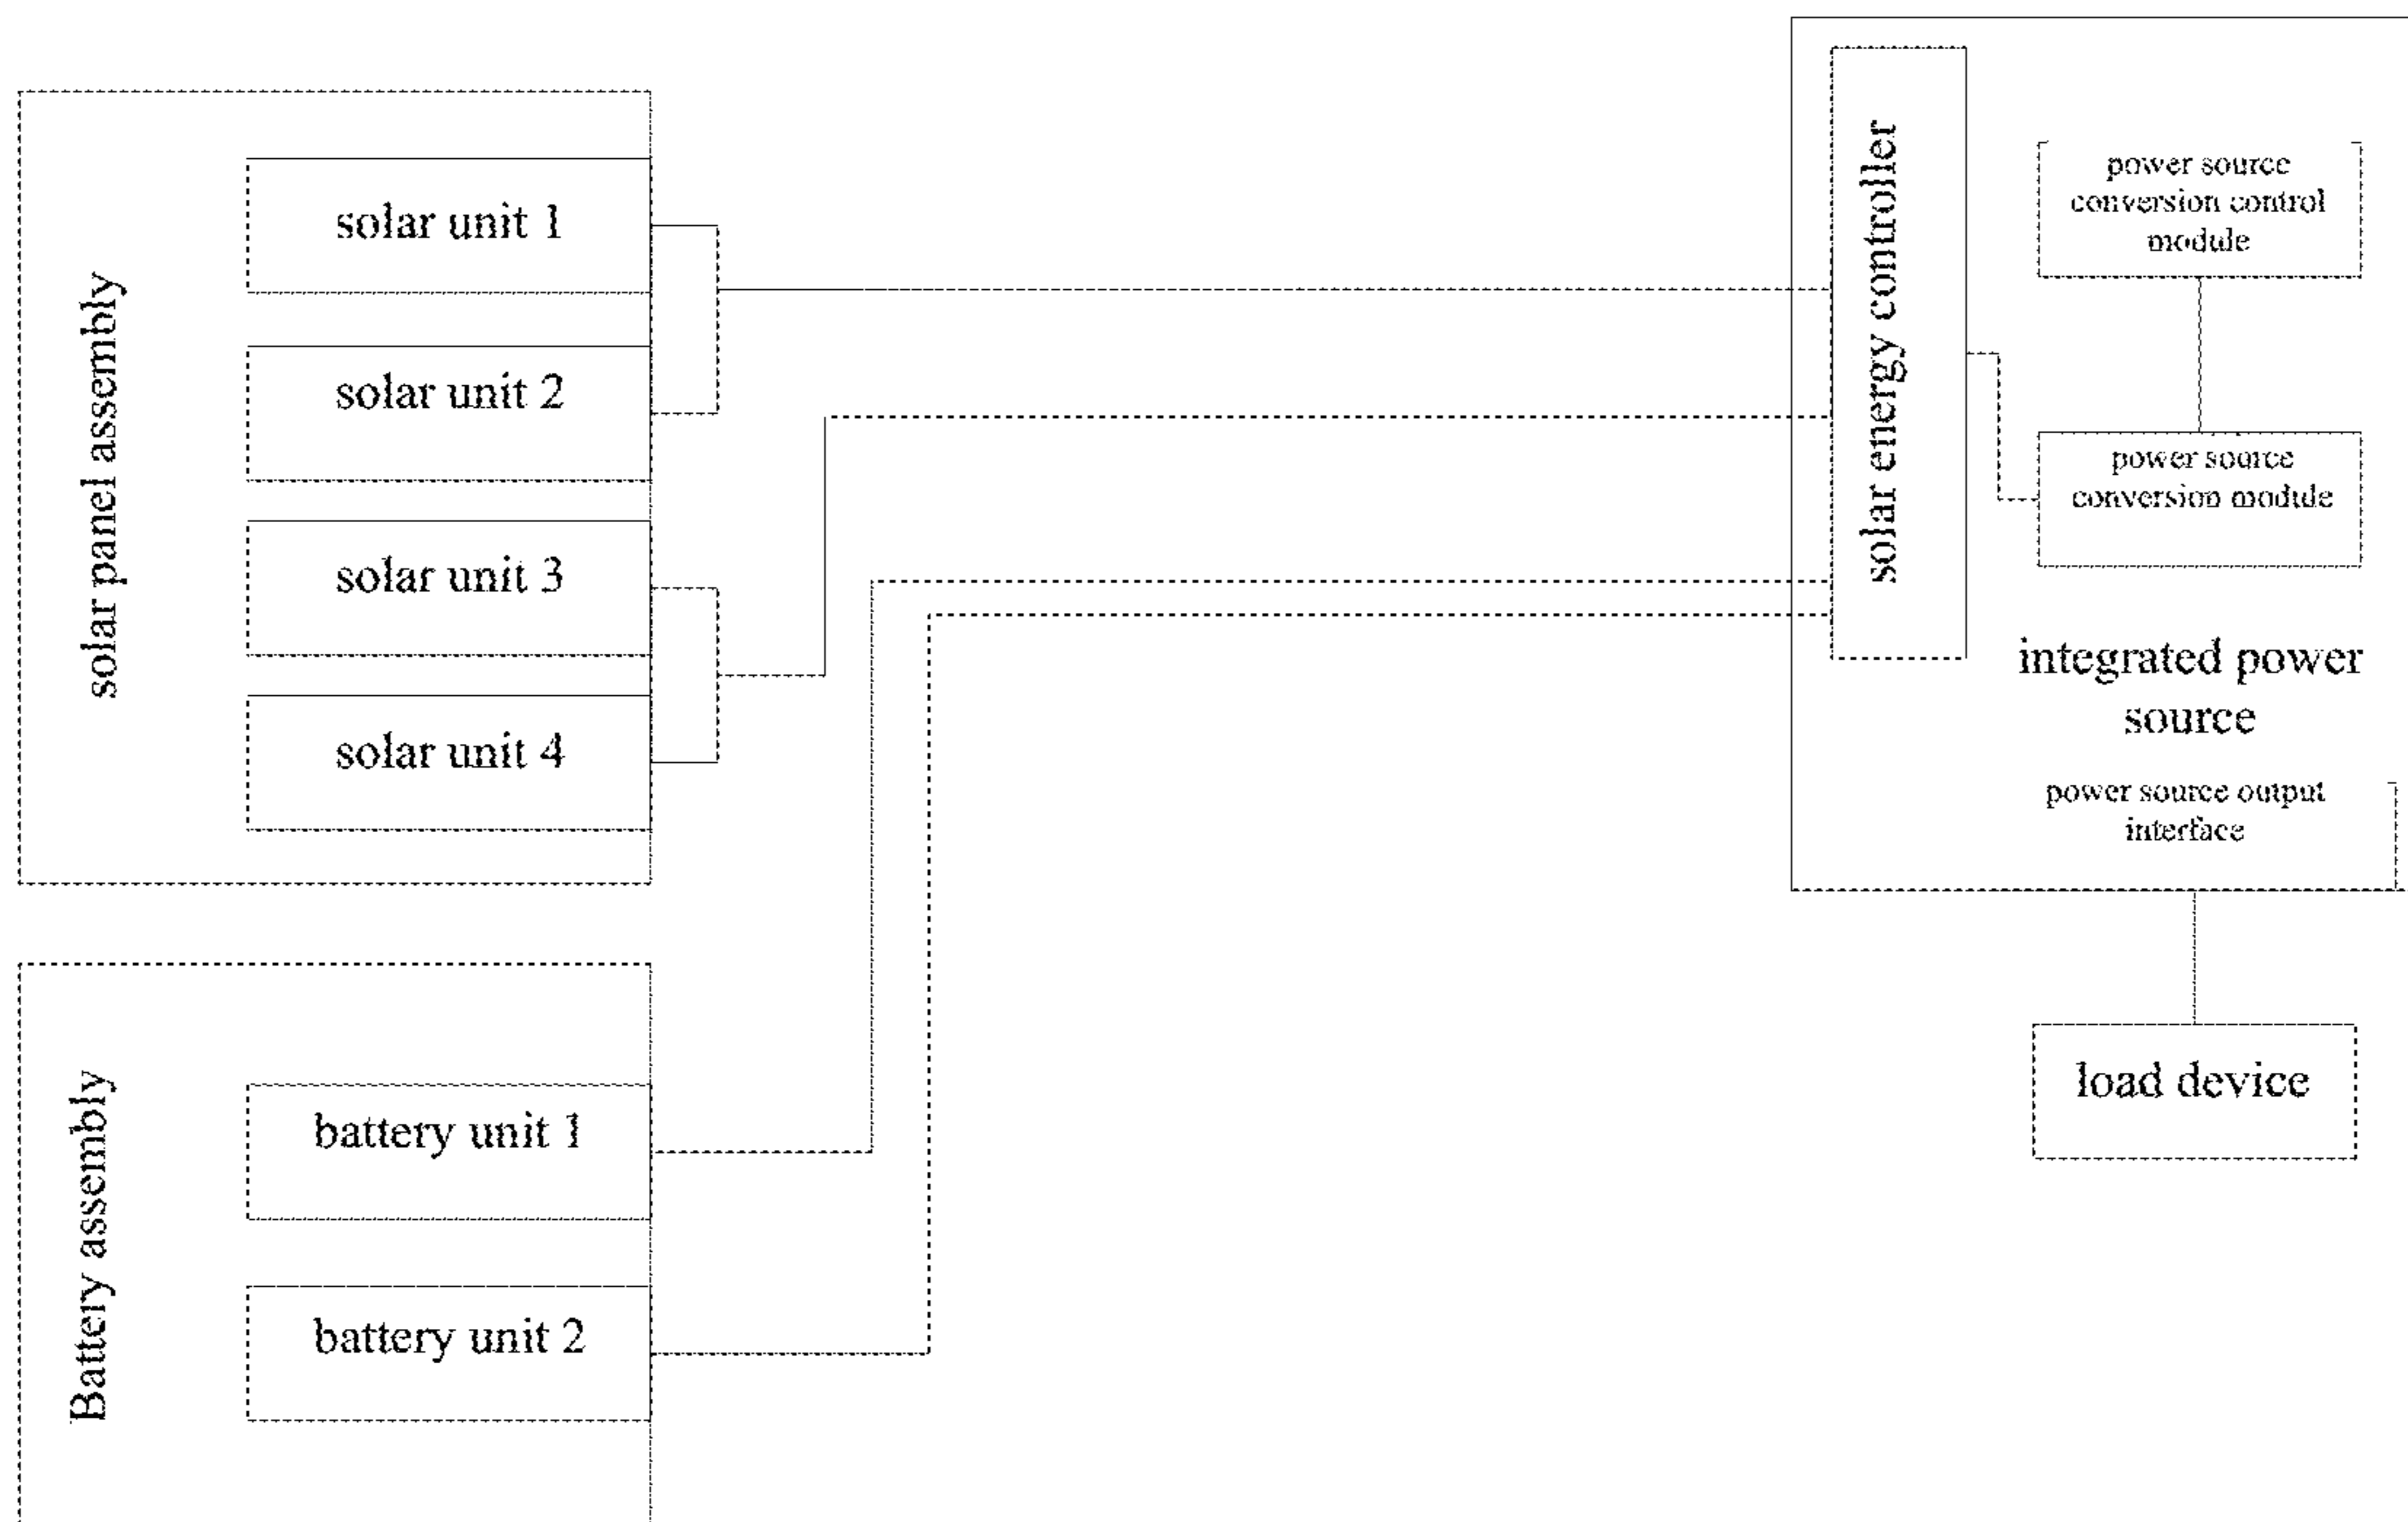 solar panel assembly
solar unit 1
solar unit 2
solar unit 3
solar unit 4
Battery assembly
battery unit 1
battery unit 2
solar energy controller
power source
conversion control
module
power source
conversion module
integrated power
source
power source output
interface
load device